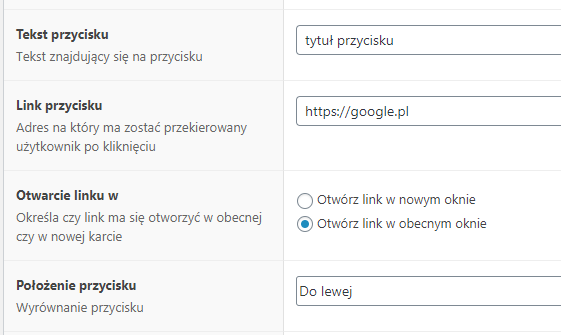 Tekst przycisku
Tekst znajdujący się na przycisku
tytuł przycisku
Link przycisku
Adres na który ma zostać przekierowany
użytkownik po kliknięciu
https://google.pl
Otwarcie linku w
Określa czy link ma się otworzyć w obecnej
czy w nowej karcie
Otwórz link w nowym oknie
Otwórz link w obecnym oknie
Położenie przycisku
Wyrównanie przycisku
Do lewej